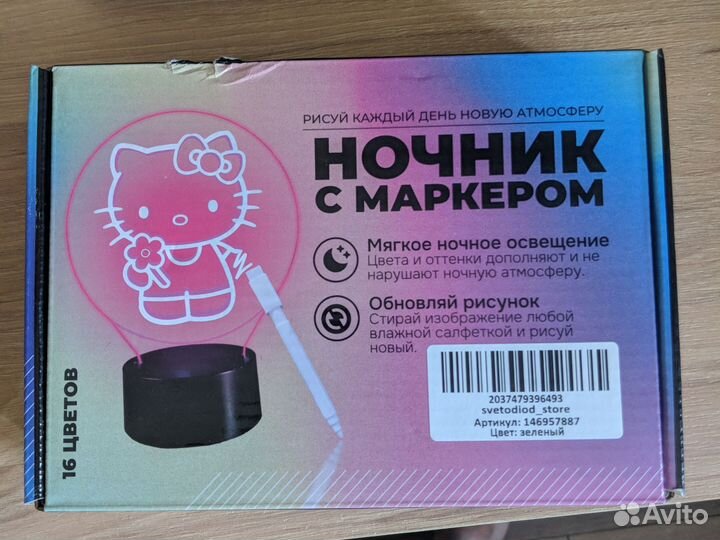 РИСУЙ КАЖДЫЙ ДЕНЬ НОВУЮ АТМОСФЕРУ
НОЧНИК
С МАРКЕРОМ
Мягкое ночное освещение
Цвета и оттенки дополняют и не
нарушают ночную атмосферу.
Обновляй рисунок
Стирай изображение любой
влажной салфеткой и рисуй
новый.
16 ЦВЕТОВ
2037479396493
svetodiod_store
Артикул: 146957887
Цвет: зеленый
Avito